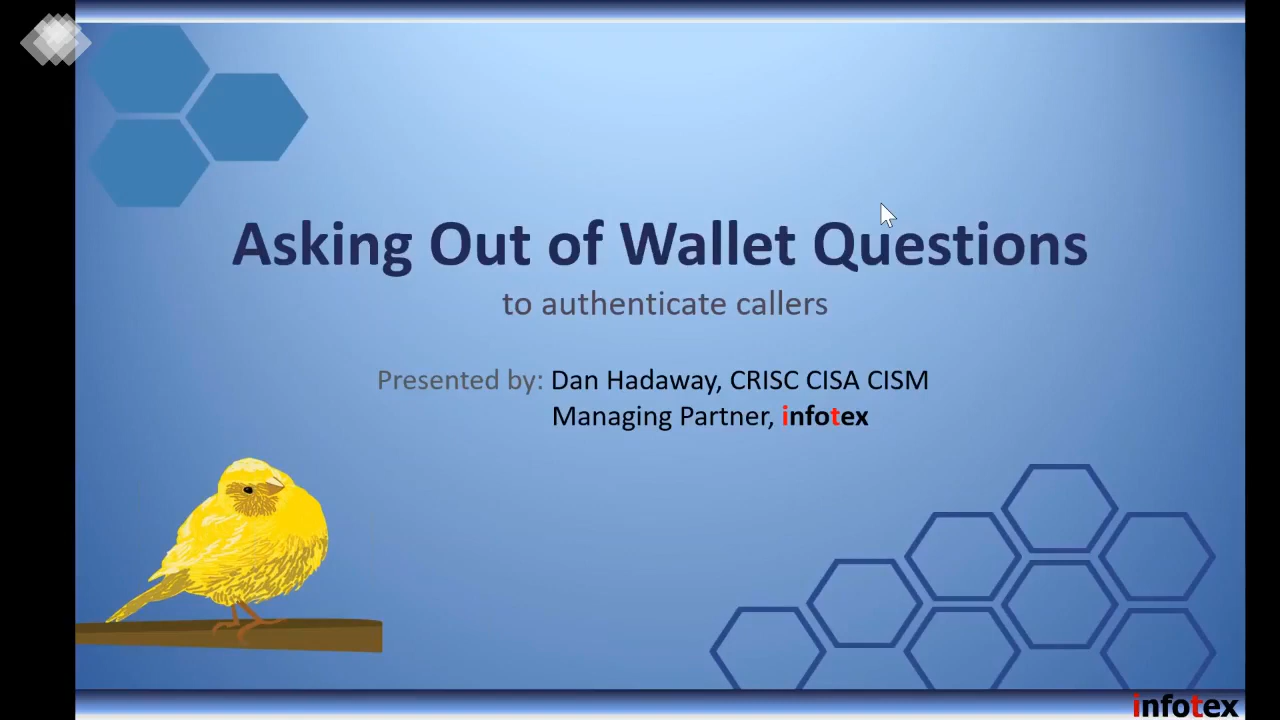 Asking Out of Wallet Questions
to authenticate callers
Presented by: Dan Hadaway, CRISC CISA CISM
Managing Partner, infotex
infotex